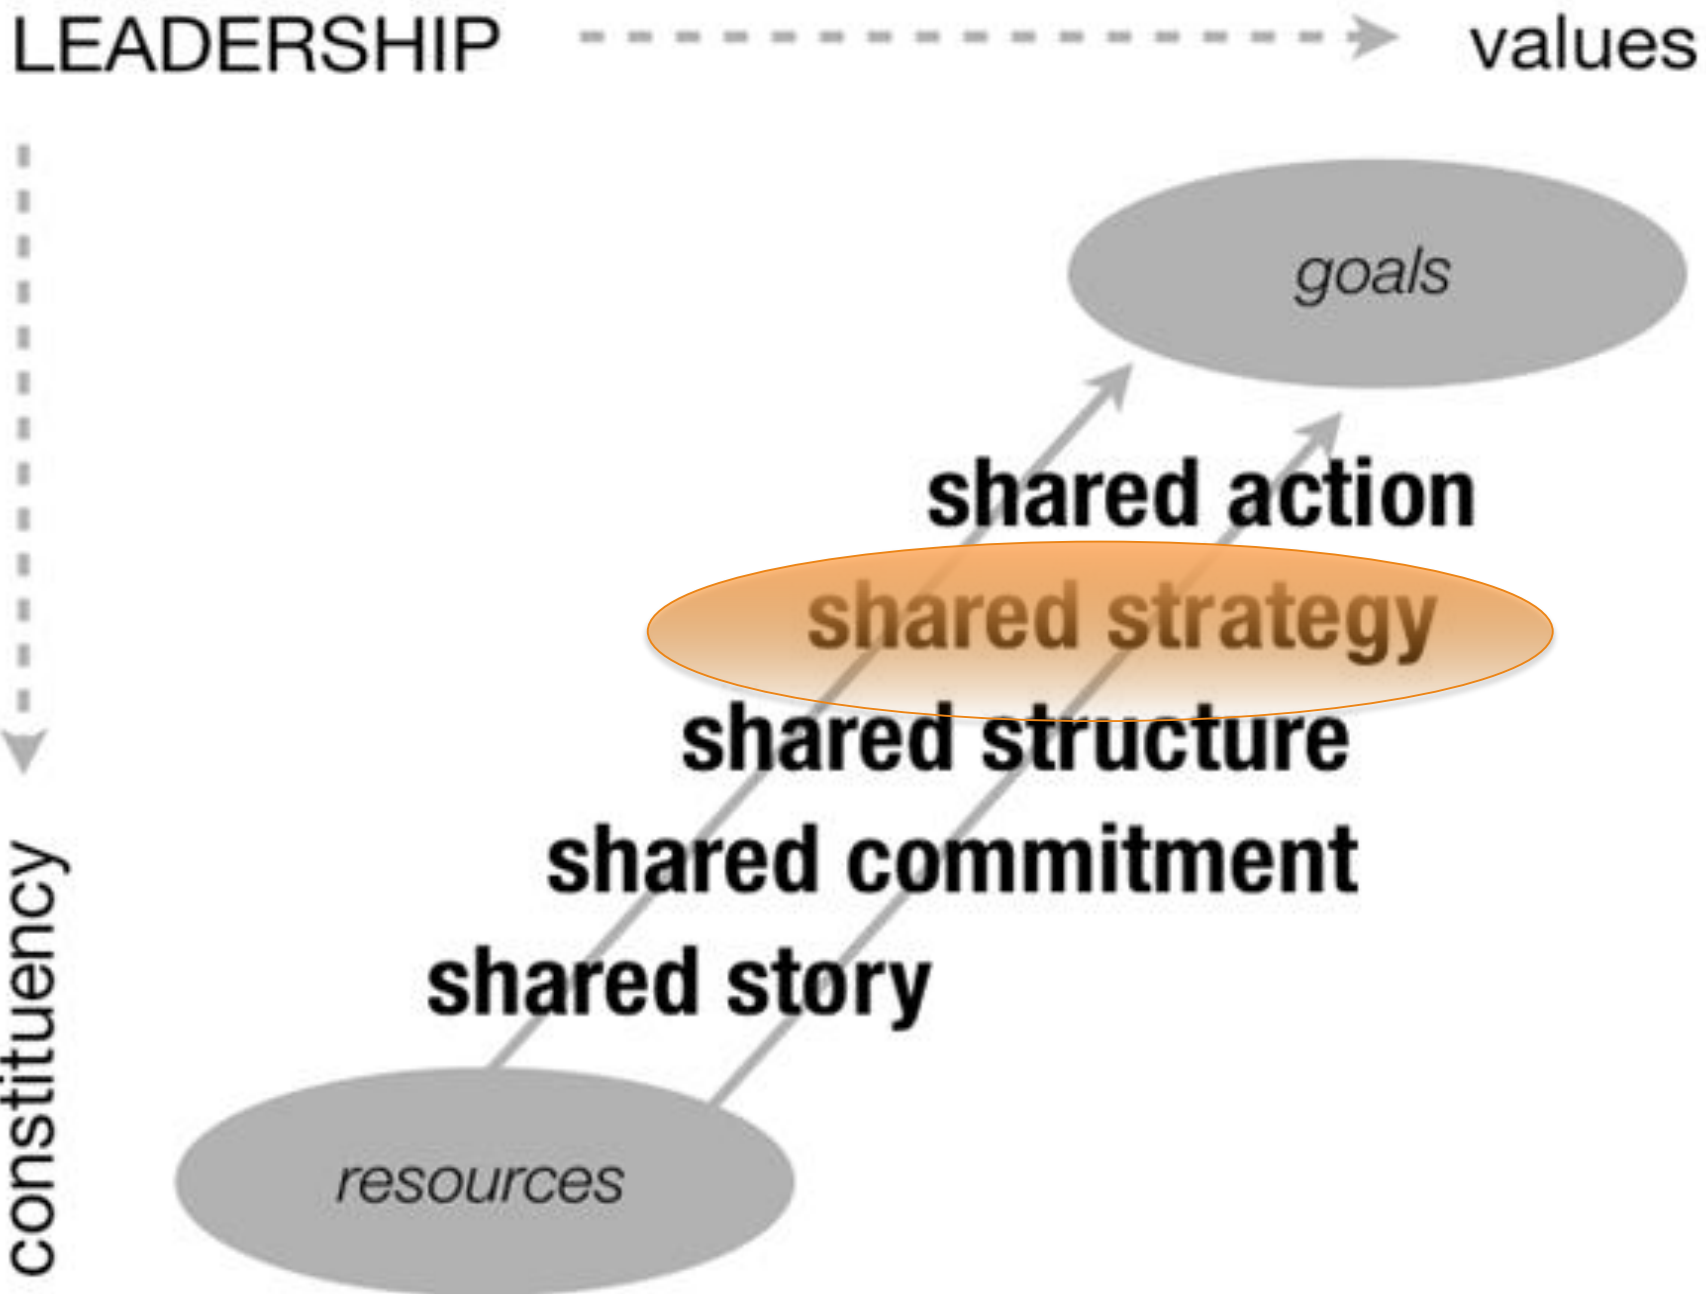 LEADERSHIP values
goals
shared action
shared strategy
shared structure
shared commitment
shared story
constituency
resources